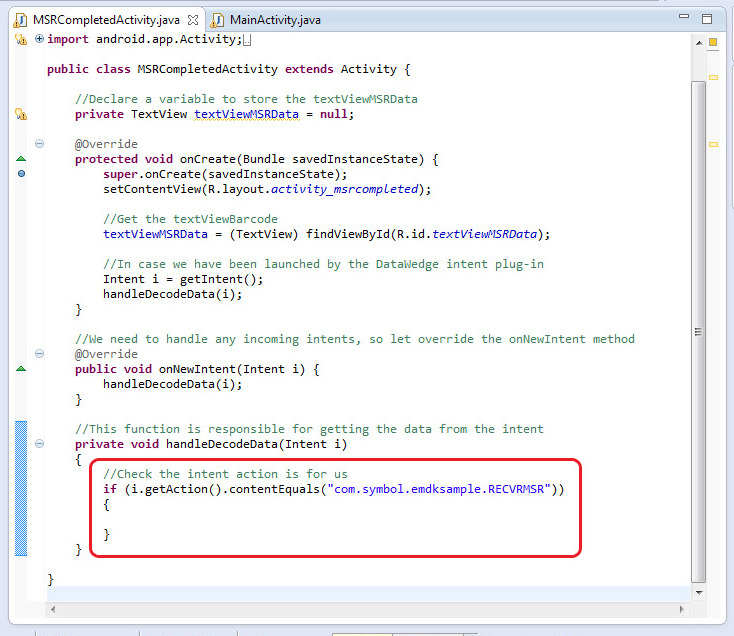 MSRCompletedActivity.java MainActivity.java
import android.app.Activity;
public class MSRCompletedActivity extends Activity {
//Declare a variable to store the textViewMSRData
private TextView textViewMSRData = null;
@Override
protected void onCreate(Bundle savedInstanceState) {
super.onCreate(savedInstanceState);
setContentView(R.layout.activity_msrcompleted);
//Get the textViewBarcode
textViewMSRData = (TextView) findViewById(R.id.textViewMSRData);
//In case we have been launched by the DataWedge intent plug-in
Intent i = getIntent();
handleDecodeData(i);
}
//We need to handle any incoming intents, so let override the onNewIntent method
@Override
public void onNewIntent(Intent i) {
handleDecodeData(i);
}
//This function is responsible for getting the data from the intent
private void handleDecodeData(Intent i)
{
//Check the intent action is for us
if (i.getAction().contentEquals("com.symbol.emdksample.RECVRMSR"))
{
}
}
}